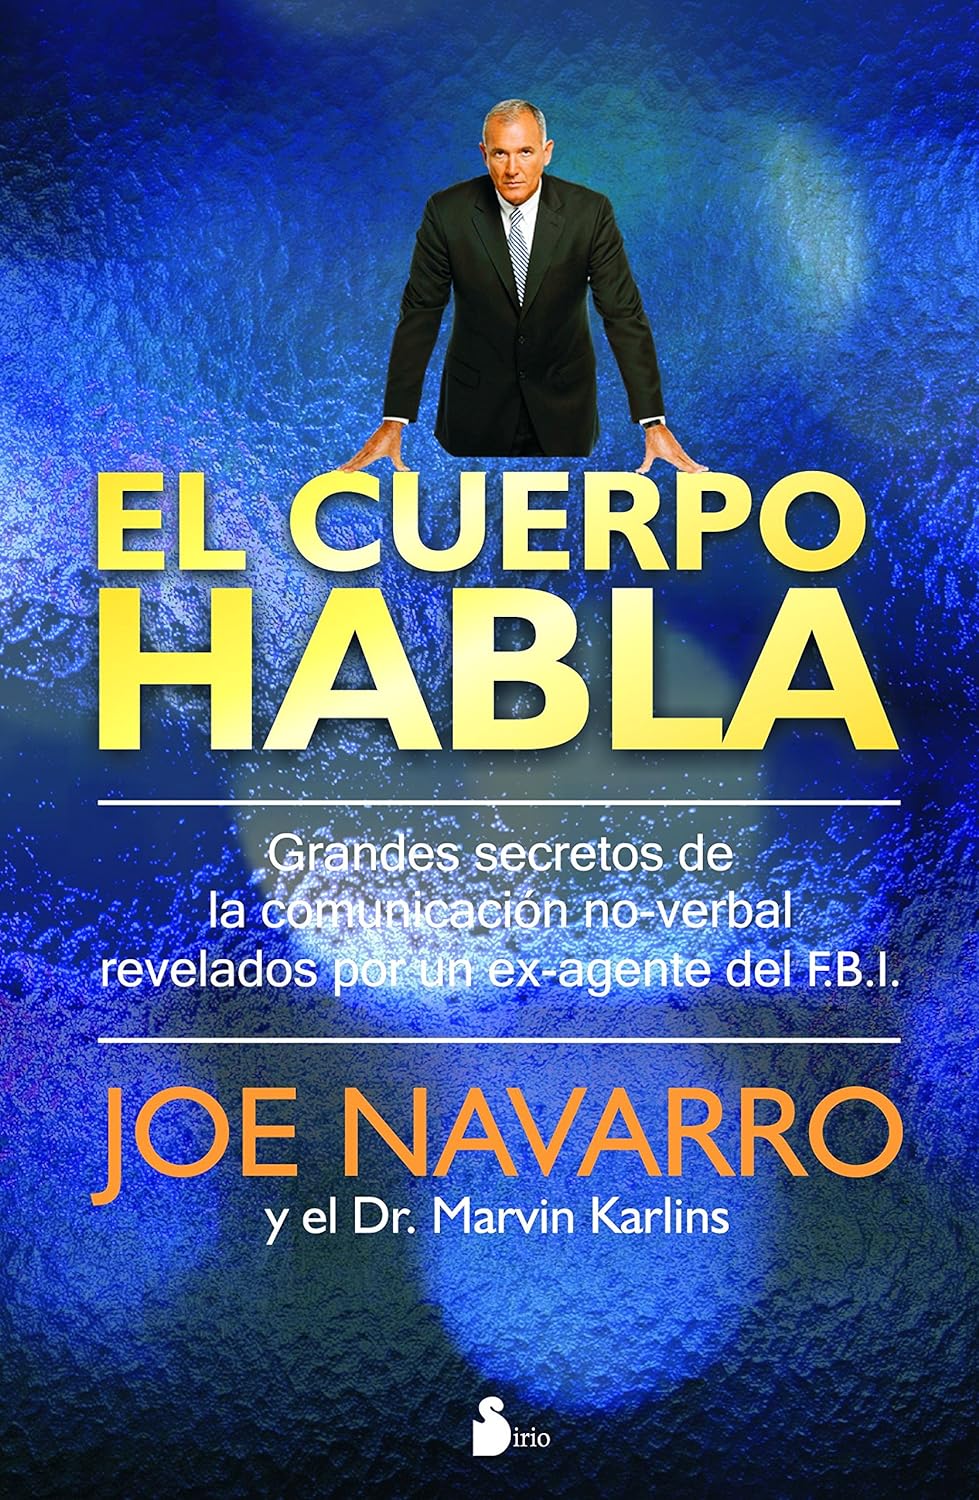 EL CUERPO
HABLA
Grandes secretos de
la comunicación no-verbal
revelados por un ex-agente del F.B.I.
JOE NAVARRO
y el Dr. Marvin Karlins
Sirio